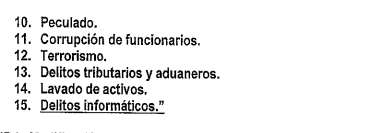 10. Peculado.
11. Corrupción de funcionarios.
12. Terrorismo.
13. Delitos tributarios y aduaneros.
14. Lavado de activos.
15. Delitos informáticos.”